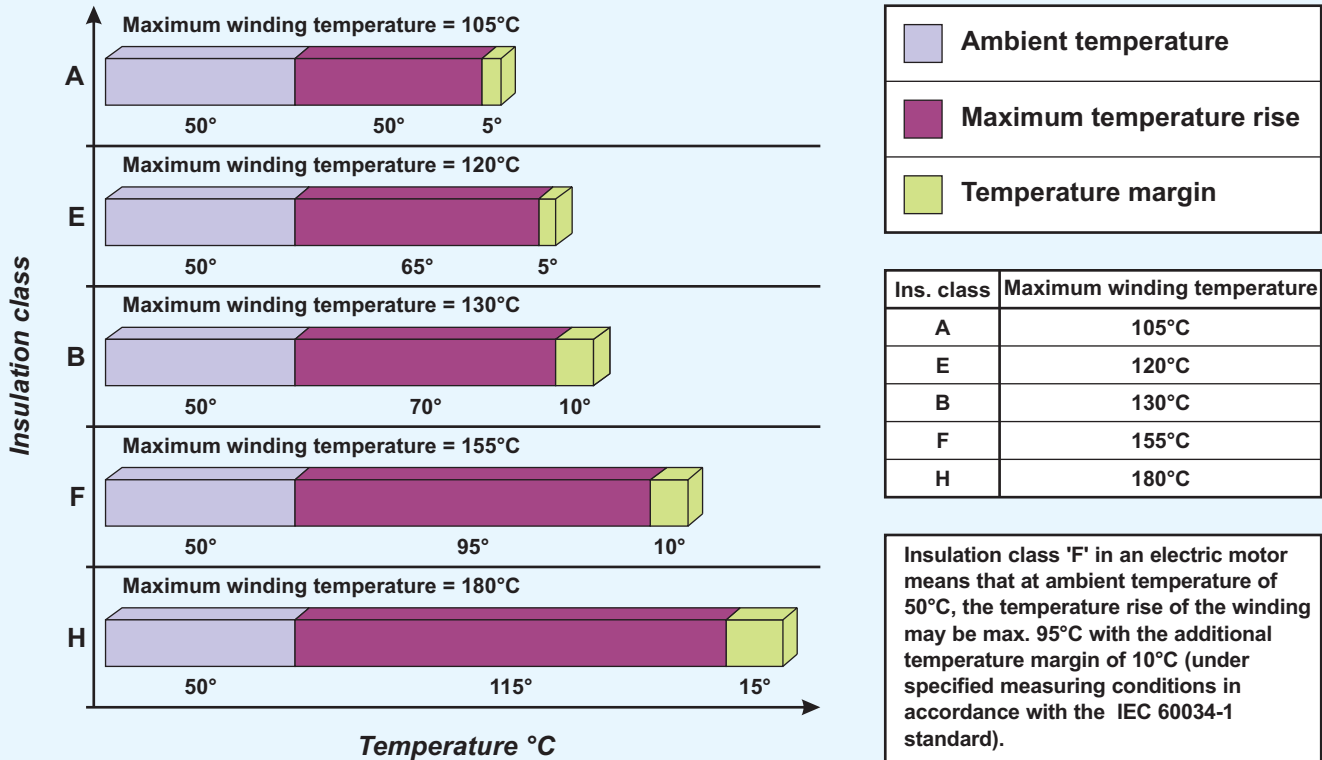 Maximum winding temperature = 105°C
A
50° 50° 5°
Maximum winding temperature = 120°C
E
50° 65° 5°
Maximum winding temperature = 130°C
B
50° 70° 10°
Maximum winding temperature = 155°C
F
50° 95° 10°
Maximum winding temperature = 180°C
H
50° 115° 15°
Insulation class
Temperature °C
Ambient temperature
Maximum temperature rise
Temperature margin
Ins. class Maximum winding temperature
A 105°C
E 120°C
B 130°C
F 155°C
H 180°C
Insulation class 'F' in an electric motor
means that at ambient temperature of
50°C, the temperature rise of the winding
may be max. 95°C with the additional
temperature margin of 10°C (under
specified measuring conditions in
accordance with the IEC 60034-1
standard).